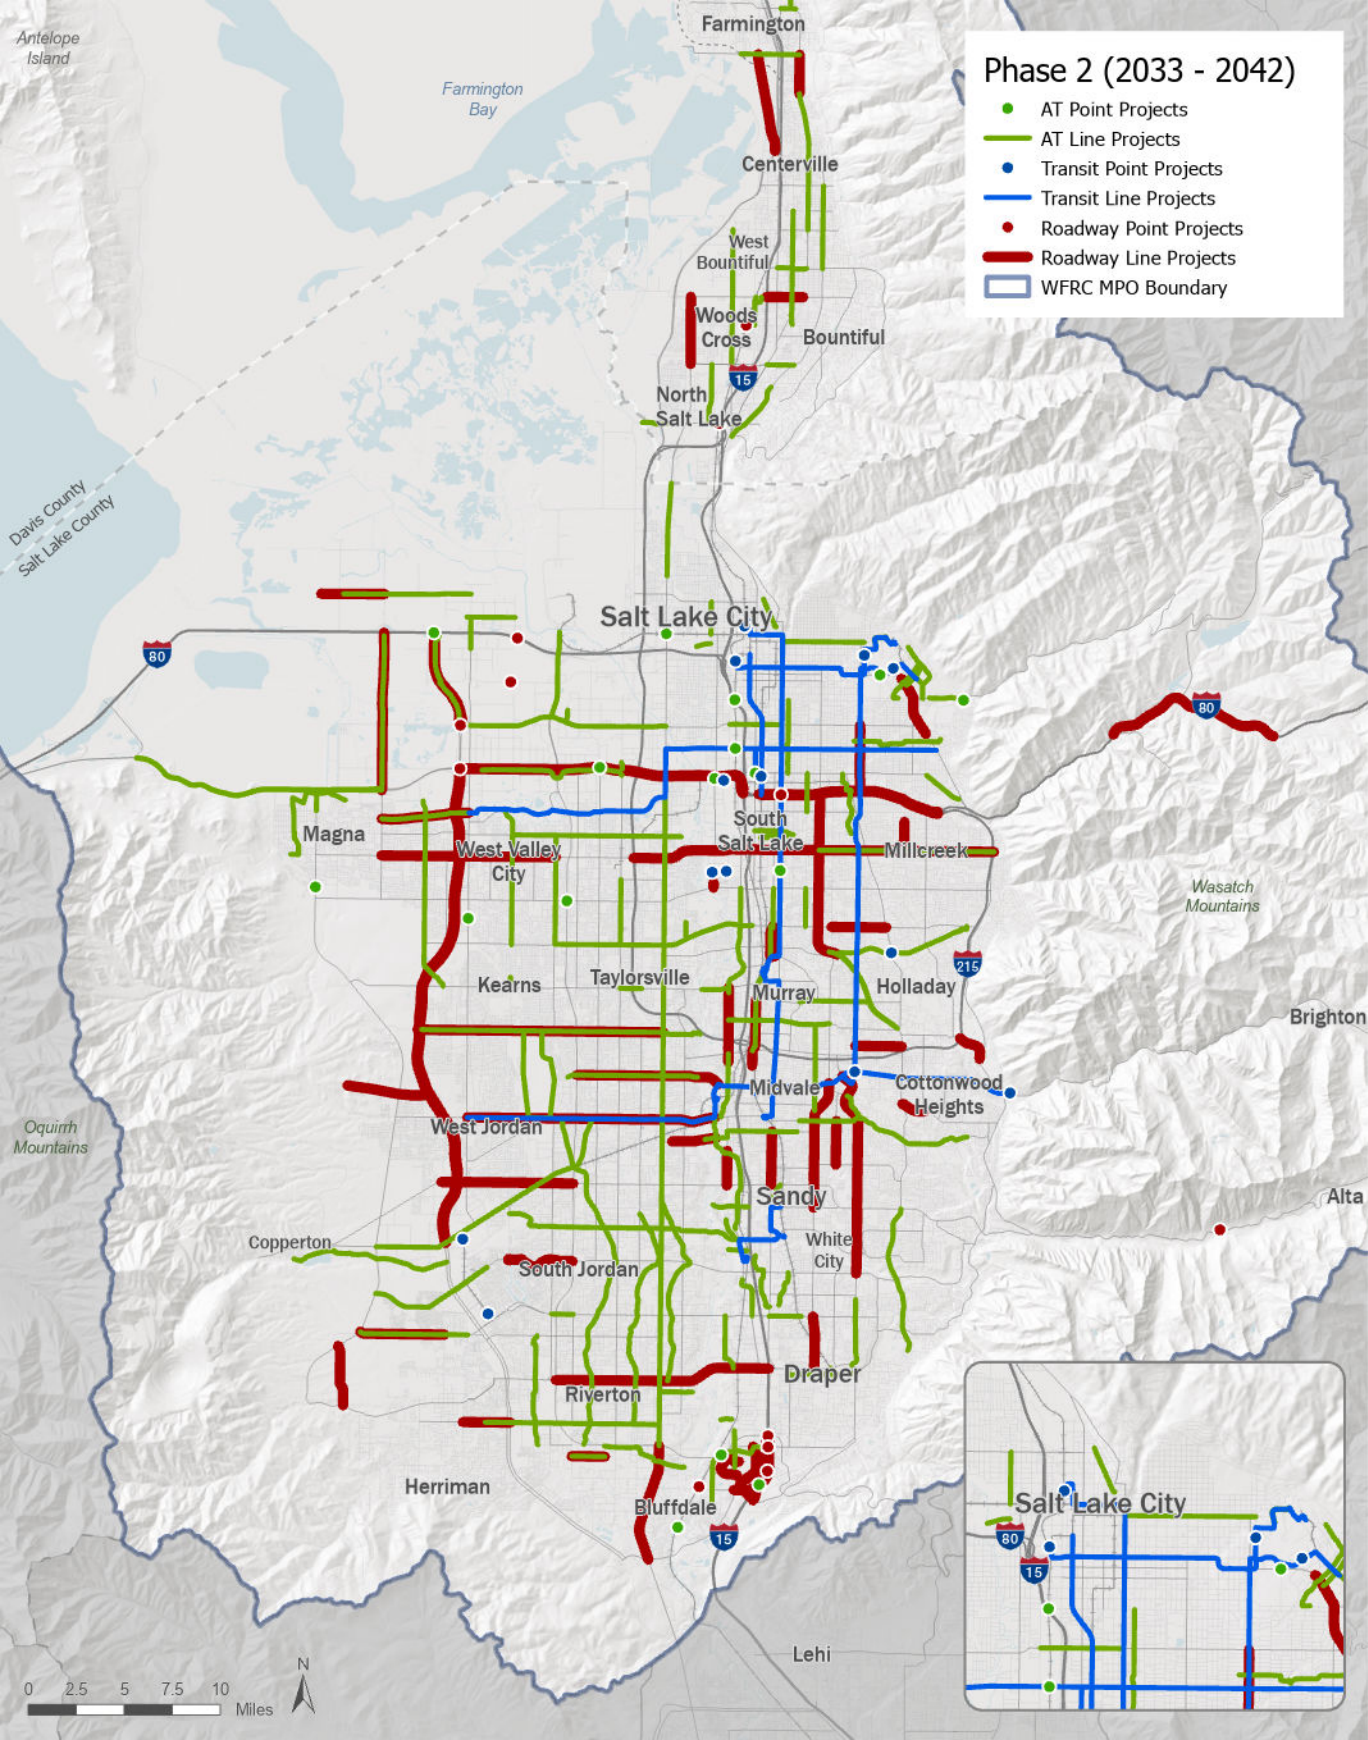 Farmington
Antelope
Island
Farmington
Bay
Phase 2 (2033 - 2042)
AT Point Projects
AT Line Projects
Transit Point Projects
Transit Line Projects
Roadway Point Projects
Roadway Line Projects
WFRC MPO Boundary
Centerville
West
Bountiful
Woods
Cross
Bountiful
15
North
Salt Lake
Davis County
Salt Lake County
Salt Lake City
80
80
Magna
South
Salt Lake
West Valley
City
Millcreek
Wasatch
Mountains
Kearns
Taylorsville
Murray
Holladay
215
Brighton
Midvale
Cottonwood
Heights
Oquirrh
Mountains
West Jordan
Sandy
Alta
Copperton
White
City
South Jordan
Draper
Riverton
Herriman
Bluffdale
15
Salt Lake City
80
15
Lehi
N
0 2.5 5 7.5 10
Miles